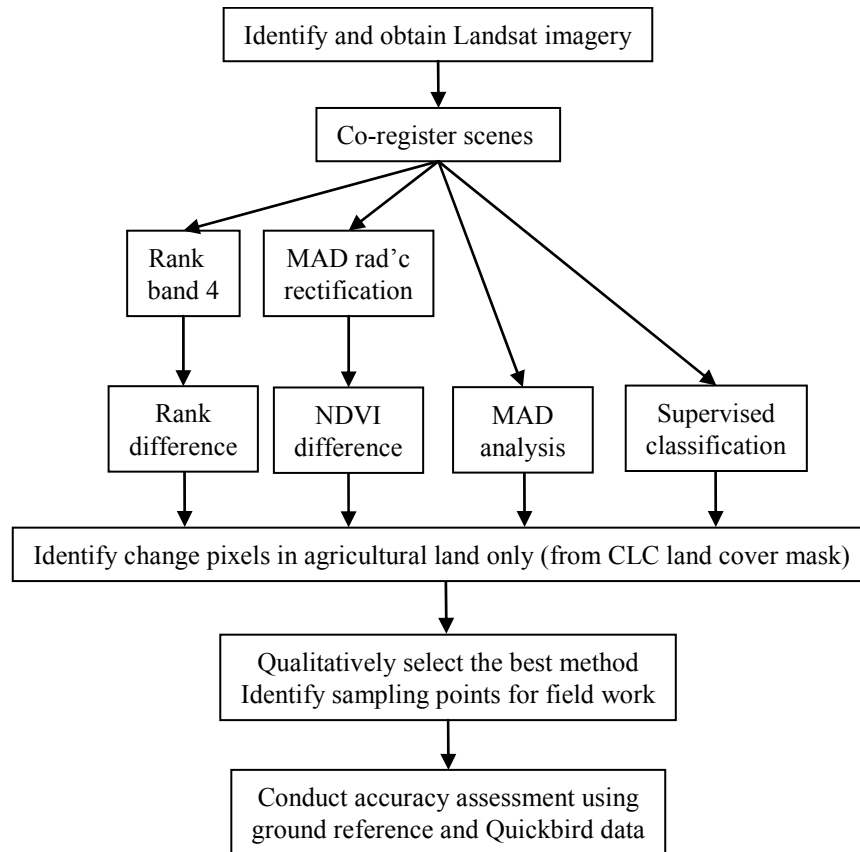 Identify and obtain Landsat imagery
Co-register scenes
Rank
band 4
MAD rad’c
rectification
Rank
difference
NDVI
difference
MAD
analysis
Supervised
classification
Identify change pixels in agricultural land only (from CLC land cover mask)
Qualitatively select the best method
Identify sampling points for field work
Conduct accuracy assessment using
ground reference and Quickbird data